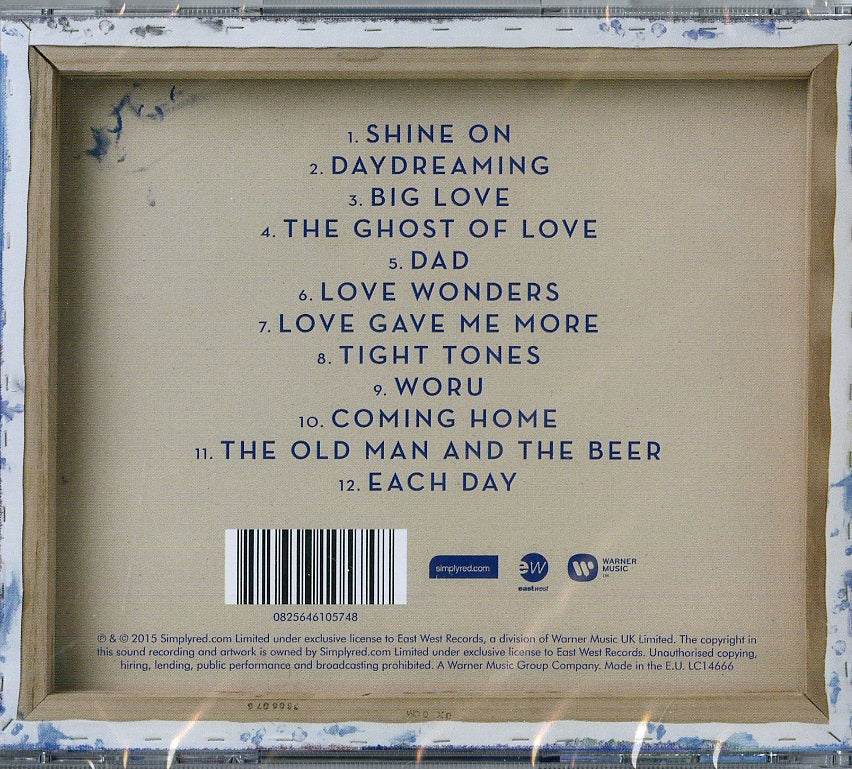 1. SHINE ON
2. DAYDREAMING
3. BIG LOVE
4. THE GHOST OF LOVE
5. DAD
6. LOVE WONDERS
7. LOVE GAVE ME MORE
8. TIGHT TONES
9. WORU
10. COMING HOME
11. THE OLD MAN AND THE BEER
12. EACH DAY
simplyred.com
ew
eastwest
WARNER
MUSIC
UK
0825646105748
℗ & © 2015 Simplyred.com Limited under exclusive license to East West Records, a division of Warner Music UK Limited. The copyright in
this sound recording and artwork is owned by Simplyred.com Limited under exclusive license to East West Records. Unauthorised copying,
hiring, lending, public performance and broadcasting prohibited. A Warner Music Group Company. Made in the E.U. LC14666